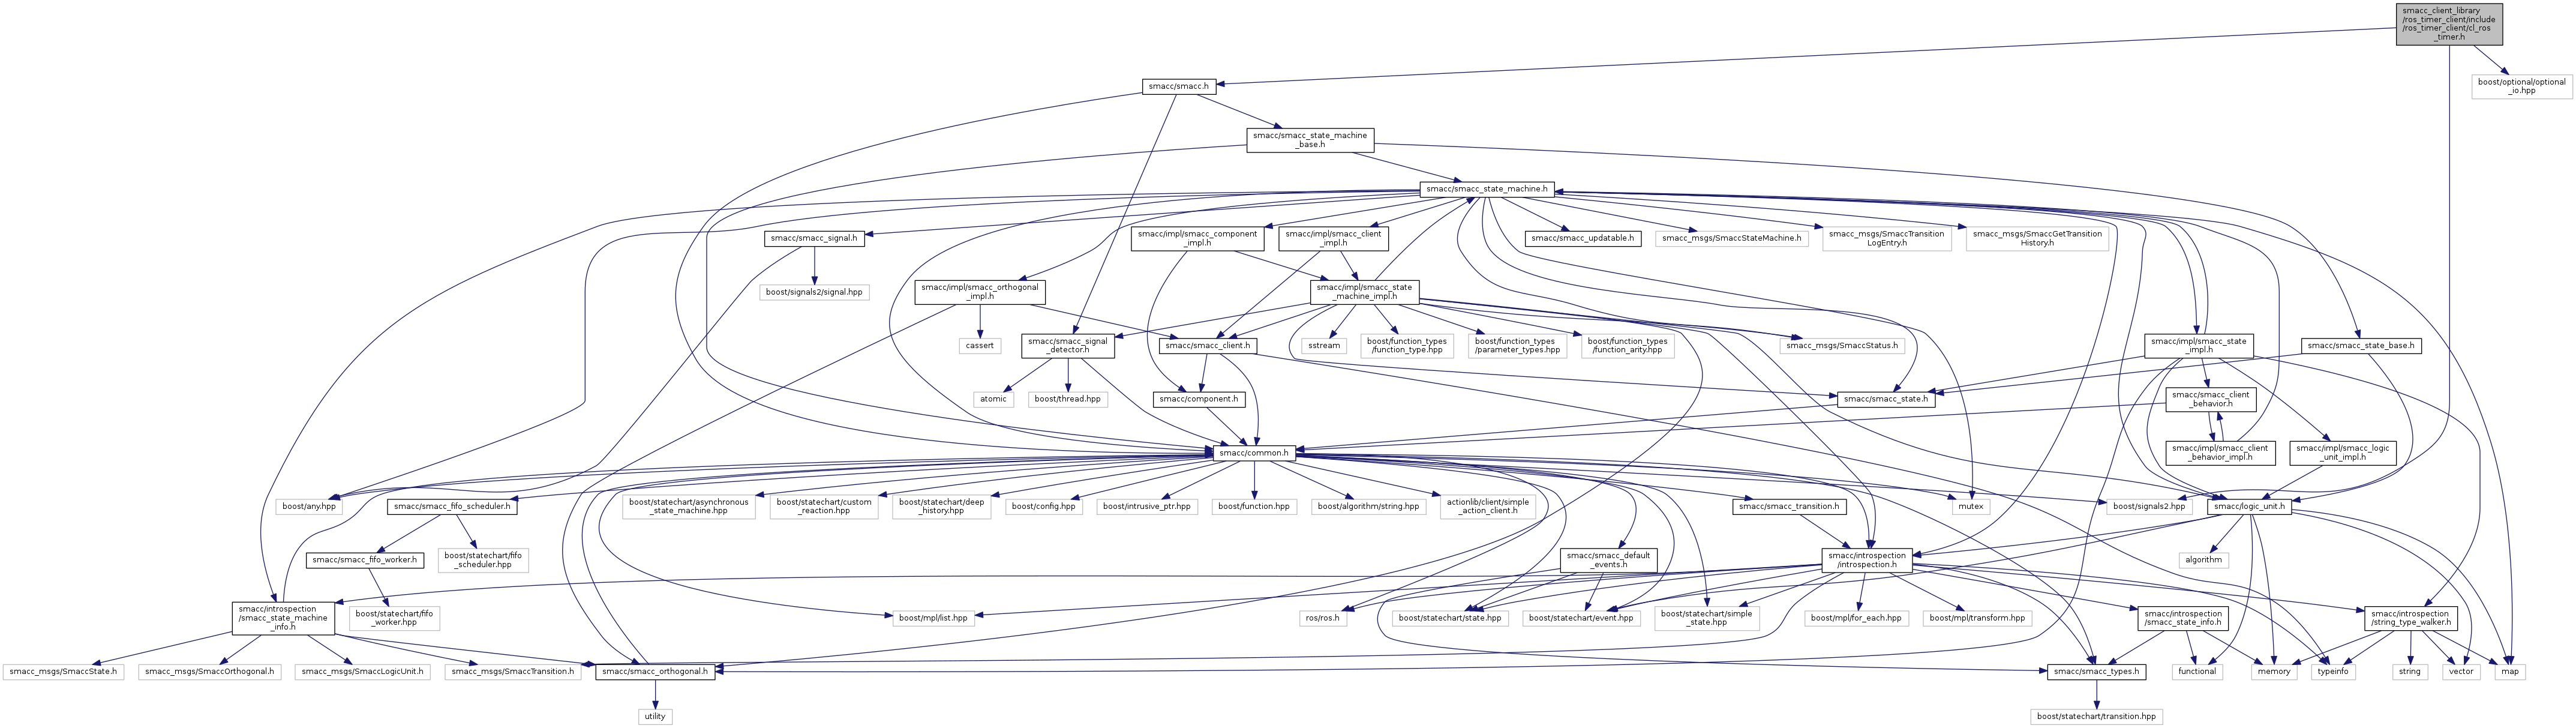 smacc_client_library
/ros_timer_client/include
/ros_timer_client/cl_ros
_timer.h
smacc/smacc.h
boost/optional/optional
_io.hpp
smacc/smacc_state_machine
_base.h
smacc/smacc_state_machine.h
smacc/smacc_signal.h
smacc/impl/smacc_component
_impl.h
smacc/impl/smacc_client
_impl.h
smacc/smacc_updatable.h
smacc_msgs/SmaccStateMachine.h
smacc_msgs/SmaccTransition
LogEntry.h
smacc_msgs/SmaccGetTransition
History.h
boost/signals2/signal.hpp
smacc/impl/smacc_orthogonal
_impl.h
smacc/impl/smacc_state
_machine_impl.h
cassert
smacc/smacc_signal
_detector.h
smacc/smacc_client.h
sstream
boost/function_types
/function_type.hpp
boost/function_types
/parameter_types.hpp
boost/function_types
/function_arity.hpp
smacc_msgs/SmaccStatus.h
smacc/impl/smacc_state
_impl.h
smacc/smacc_state_base.h
atomic
boost/thread.hpp
smacc/component.h
smacc/smacc_state.h
smacc/smacc_client
_behavior.h
smacc/common.h
smacc/impl/smacc_client
_behavior_impl.h
smacc/impl/smacc_logic
_unit_impl.h
boost/any.hpp
smacc/smacc_fifo_scheduler.h
boost/statechart/asynchronous
_state_machine.hpp
boost/statechart/custom
_reaction.hpp
boost/statechart/deep
_history.hpp
boost/config.hpp
boost/intrusive_ptr.hpp
boost/function.hpp
boost/algorithm/string.hpp
actionlib/client/simple
_action_client.h
smacc/smacc_transition.h
mutex
boost/signals2.hpp
smacc/logic_unit.h
smacc/smacc_fifo_worker.h
boost/statechart/fifo
_scheduler.hpp
smacc/smacc_default
_events.h
smacc/introspection
/introspection.h
algorithm
smacc/introspection
/smacc_state_machine
_info.h
boost/statechart/fifo
_worker.hpp
boost/mpl/list.hpp
ros/ros.h
boost/statechart/state.hpp
boost/statechart/event.hpp
boost/statechart/simple
_state.hpp
boost/mpl/for_each.hpp
boost/mpl/transform.hpp
smacc/introspection
/smacc_state_info.h
smacc/introspection
/string_type_walker.h
smacc_msgs/SmaccState.h
smacc_msgs/SmaccOrthogonal.h
smacc_msgs/SmaccLogicUnit.h
smacc_msgs/SmaccTransition.h
smacc/smacc_orthogonal.h
smacc/smacc_types.h
functional
memory
typeinfo
string
vector
map
utility
boost/statechart/transition.hpp